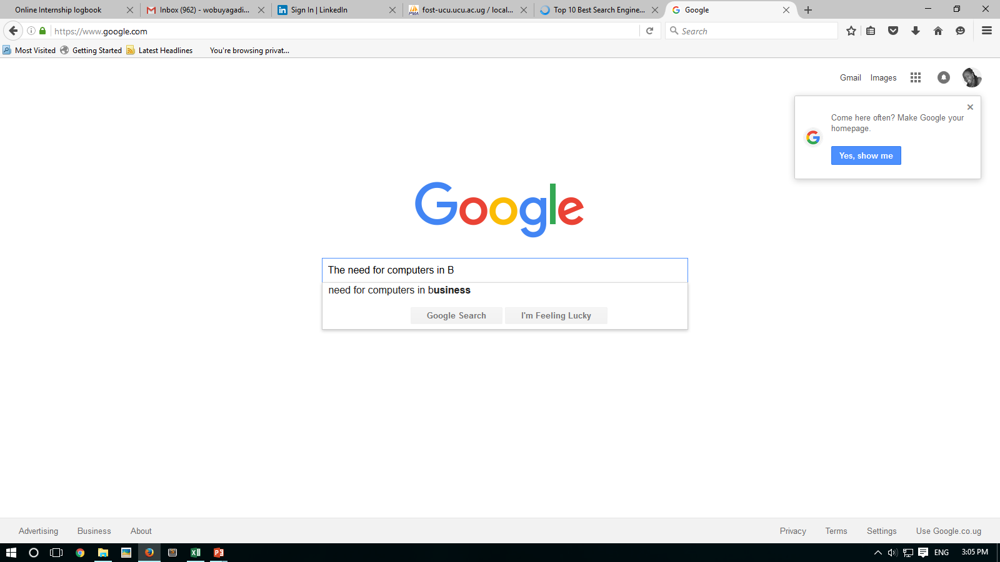 Online Internship logbook
Inbox (962) - wobuyagadi...
Sign In | LinkedIn
fost-ucu.ucu.ac.ug / local...
Top 10 Best Search Engine...
Google
https://www.google.com
Search
Most Visited
Getting Started
Latest Headlines
You're browsing privat...
Gmail
Images
Come here often? Make Google your
homepage.
Yes, show me
Google
The need for computers in B
need for computers in business
Google Search
I'm Feeling Lucky
Advertising
Business
About
Privacy
Terms
Settings
Use Google.co.ug
ENG
3:05 PM